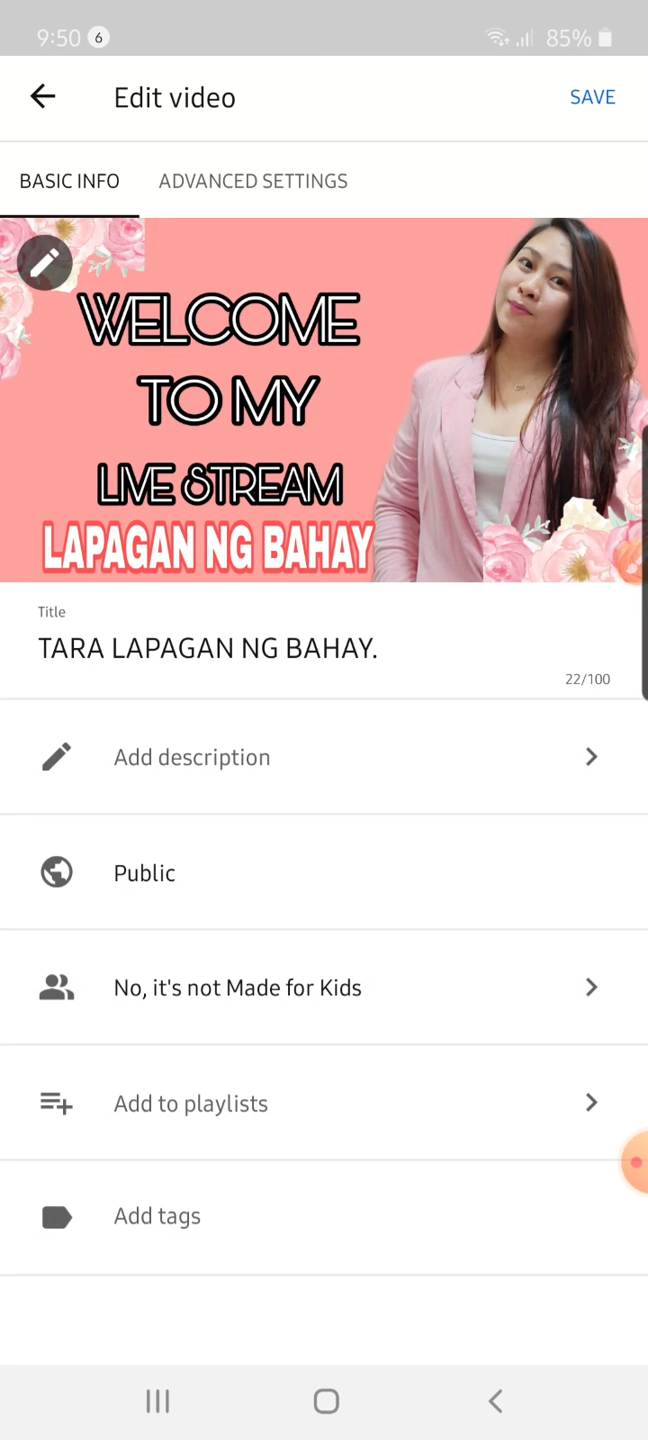 9:50 6 85%
Edit video SAVE
BASIC INFO ADVANCED SETTINGS
WELCOME
TO MY
LIVE STREAM
LAPAGAN NG BAHAY
Title
TARA LAPAGAN NG BAHAY.
22/100
Add description
Public
No, it's not Made for Kids
Add to playlists
Add tags